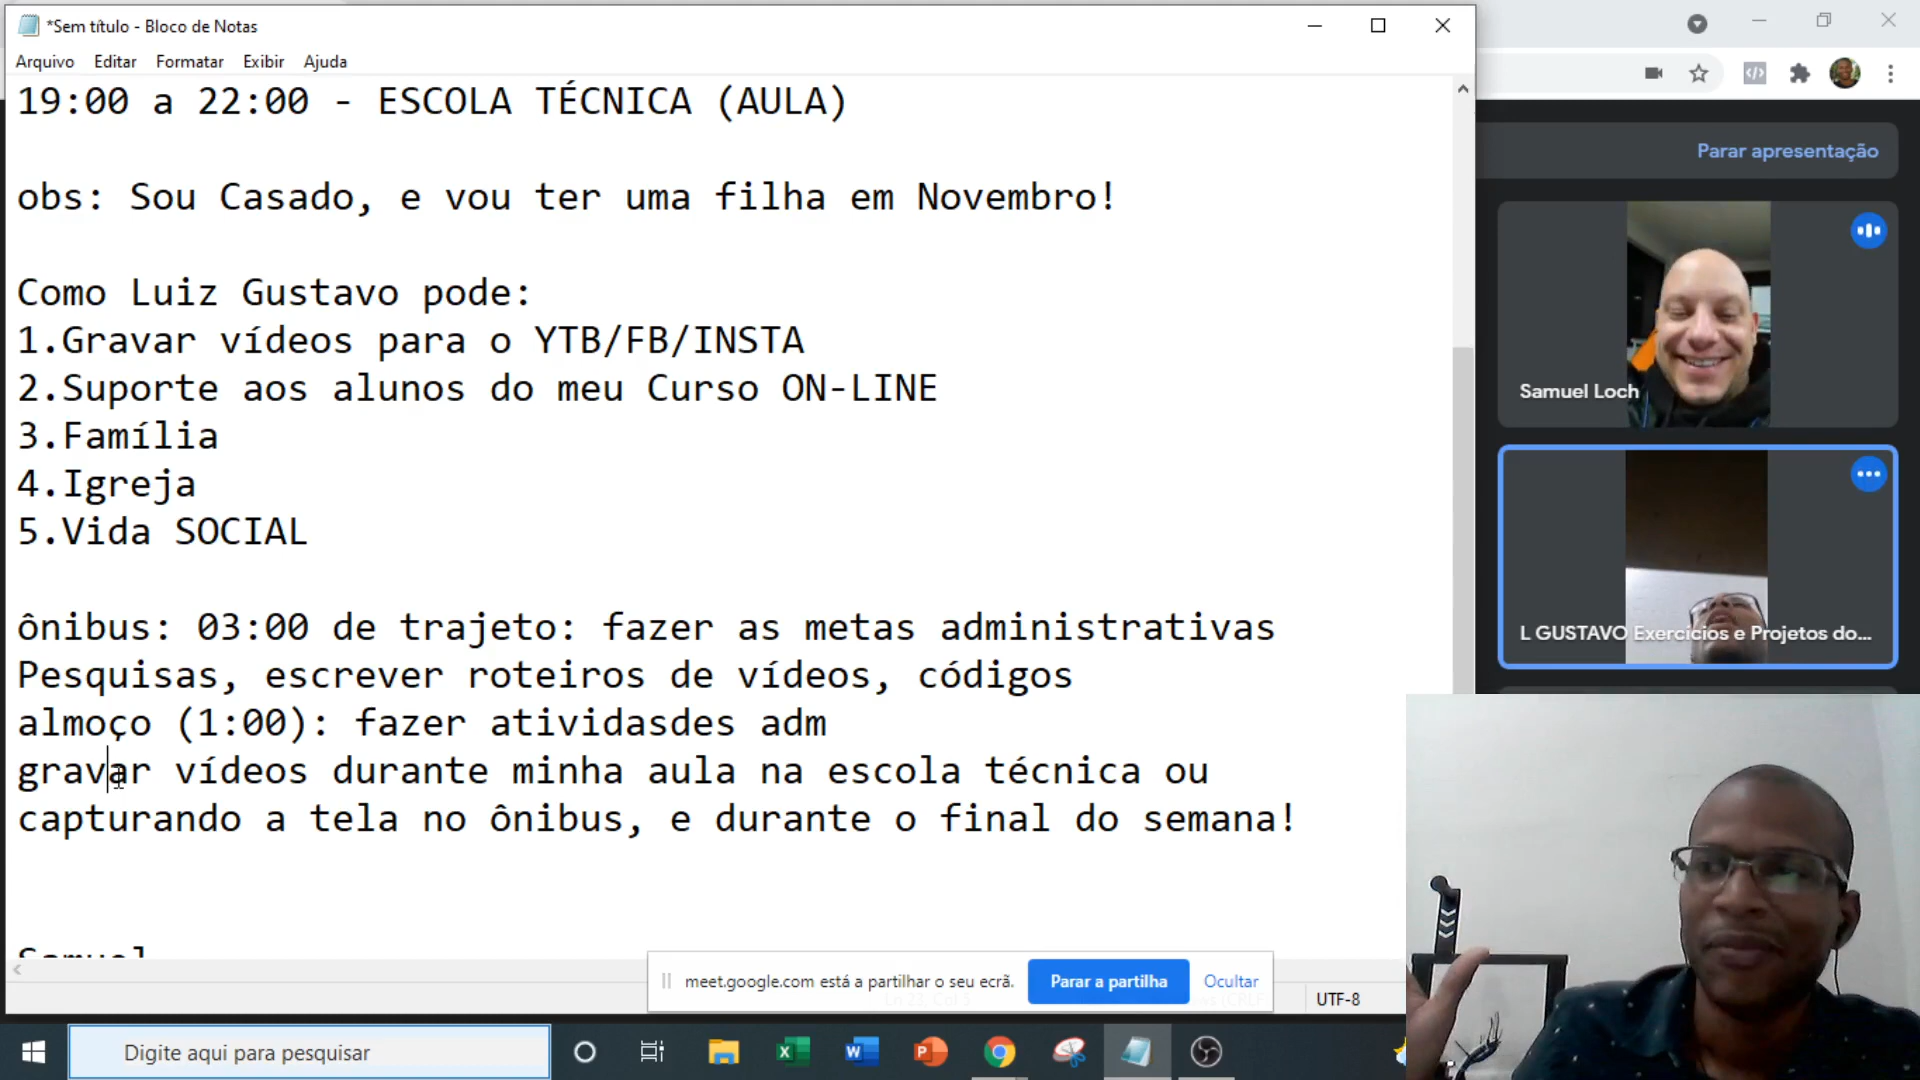 *Sem título - Bloco de Notas
Arquivo Editar Formatar Exibir Ajuda
19:00 a 22:00 - ESCOLA TÉCNICA (AULA)
obs: Sou Casado, e vou ter uma filha em Novembro!
Como Luiz Gustavo pode:
1.Gravar vídeos para o YTB/FB/INSTA
2.Suporte aos alunos do meu Curso ON-LINE
3.Família
4.Igreja
5.Vida SOCIAL
ônibus: 03:00 de trajeto: fazer as metas administrativas
Pesquisas, escrever roteiros de vídeos, códigos
almoço (1:00): fazer atividasdes adm
gravar vídeos durante minha aula na escola técnica ou
capturando a tela no ônibus, e durante o final do semana!
Samuel
Parar apresentação
Samuel Loch
L GUSTAVO Exercicios e Projetos do...
meet.google.com está a partilhar o seu ecrã. Parar a partilha Ocultar
UTF-8
Digite aqui para pesquisar